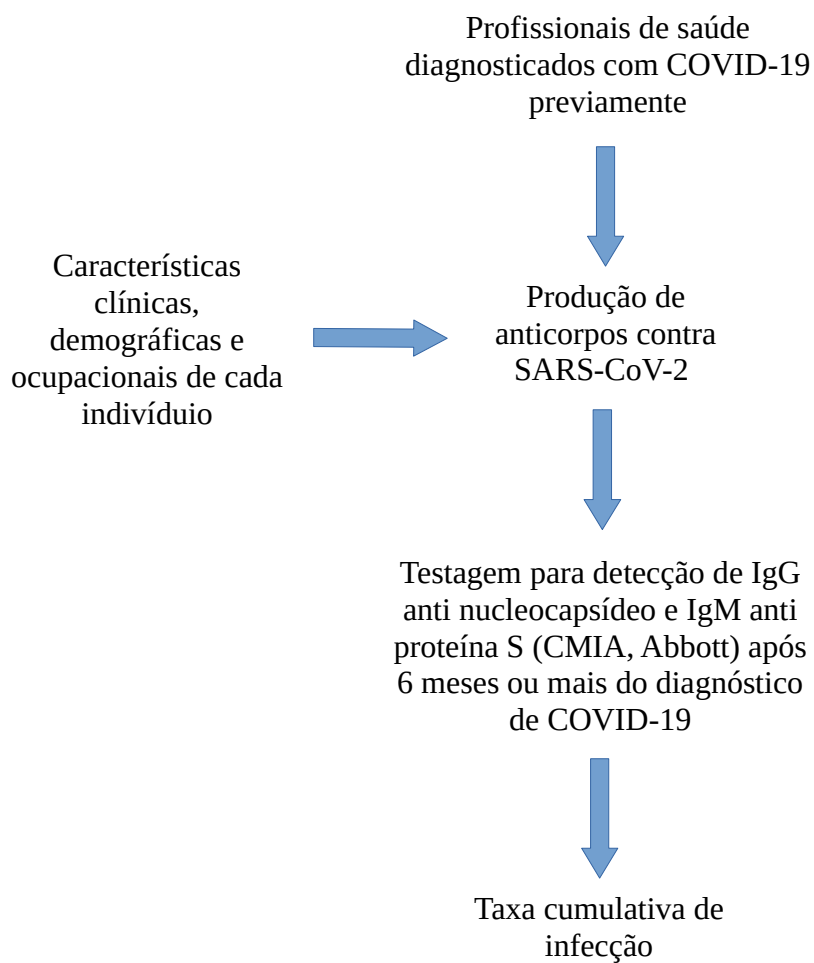 Profissionais de saúde
diagnosticados com COVID-19
previamente
Características
clínicas,
demográficas e
ocupacionais de cada
indivíduio
Produção de
anticorpos contra
SARS-CoV-2
Testagem para detecção de IgG
anti nucleocapsídeo e IgM anti
proteína S (CMIA, Abbott) após
6 meses ou mais do diagnóstico
de COVID-19
Taxa cumulativa de
infecção